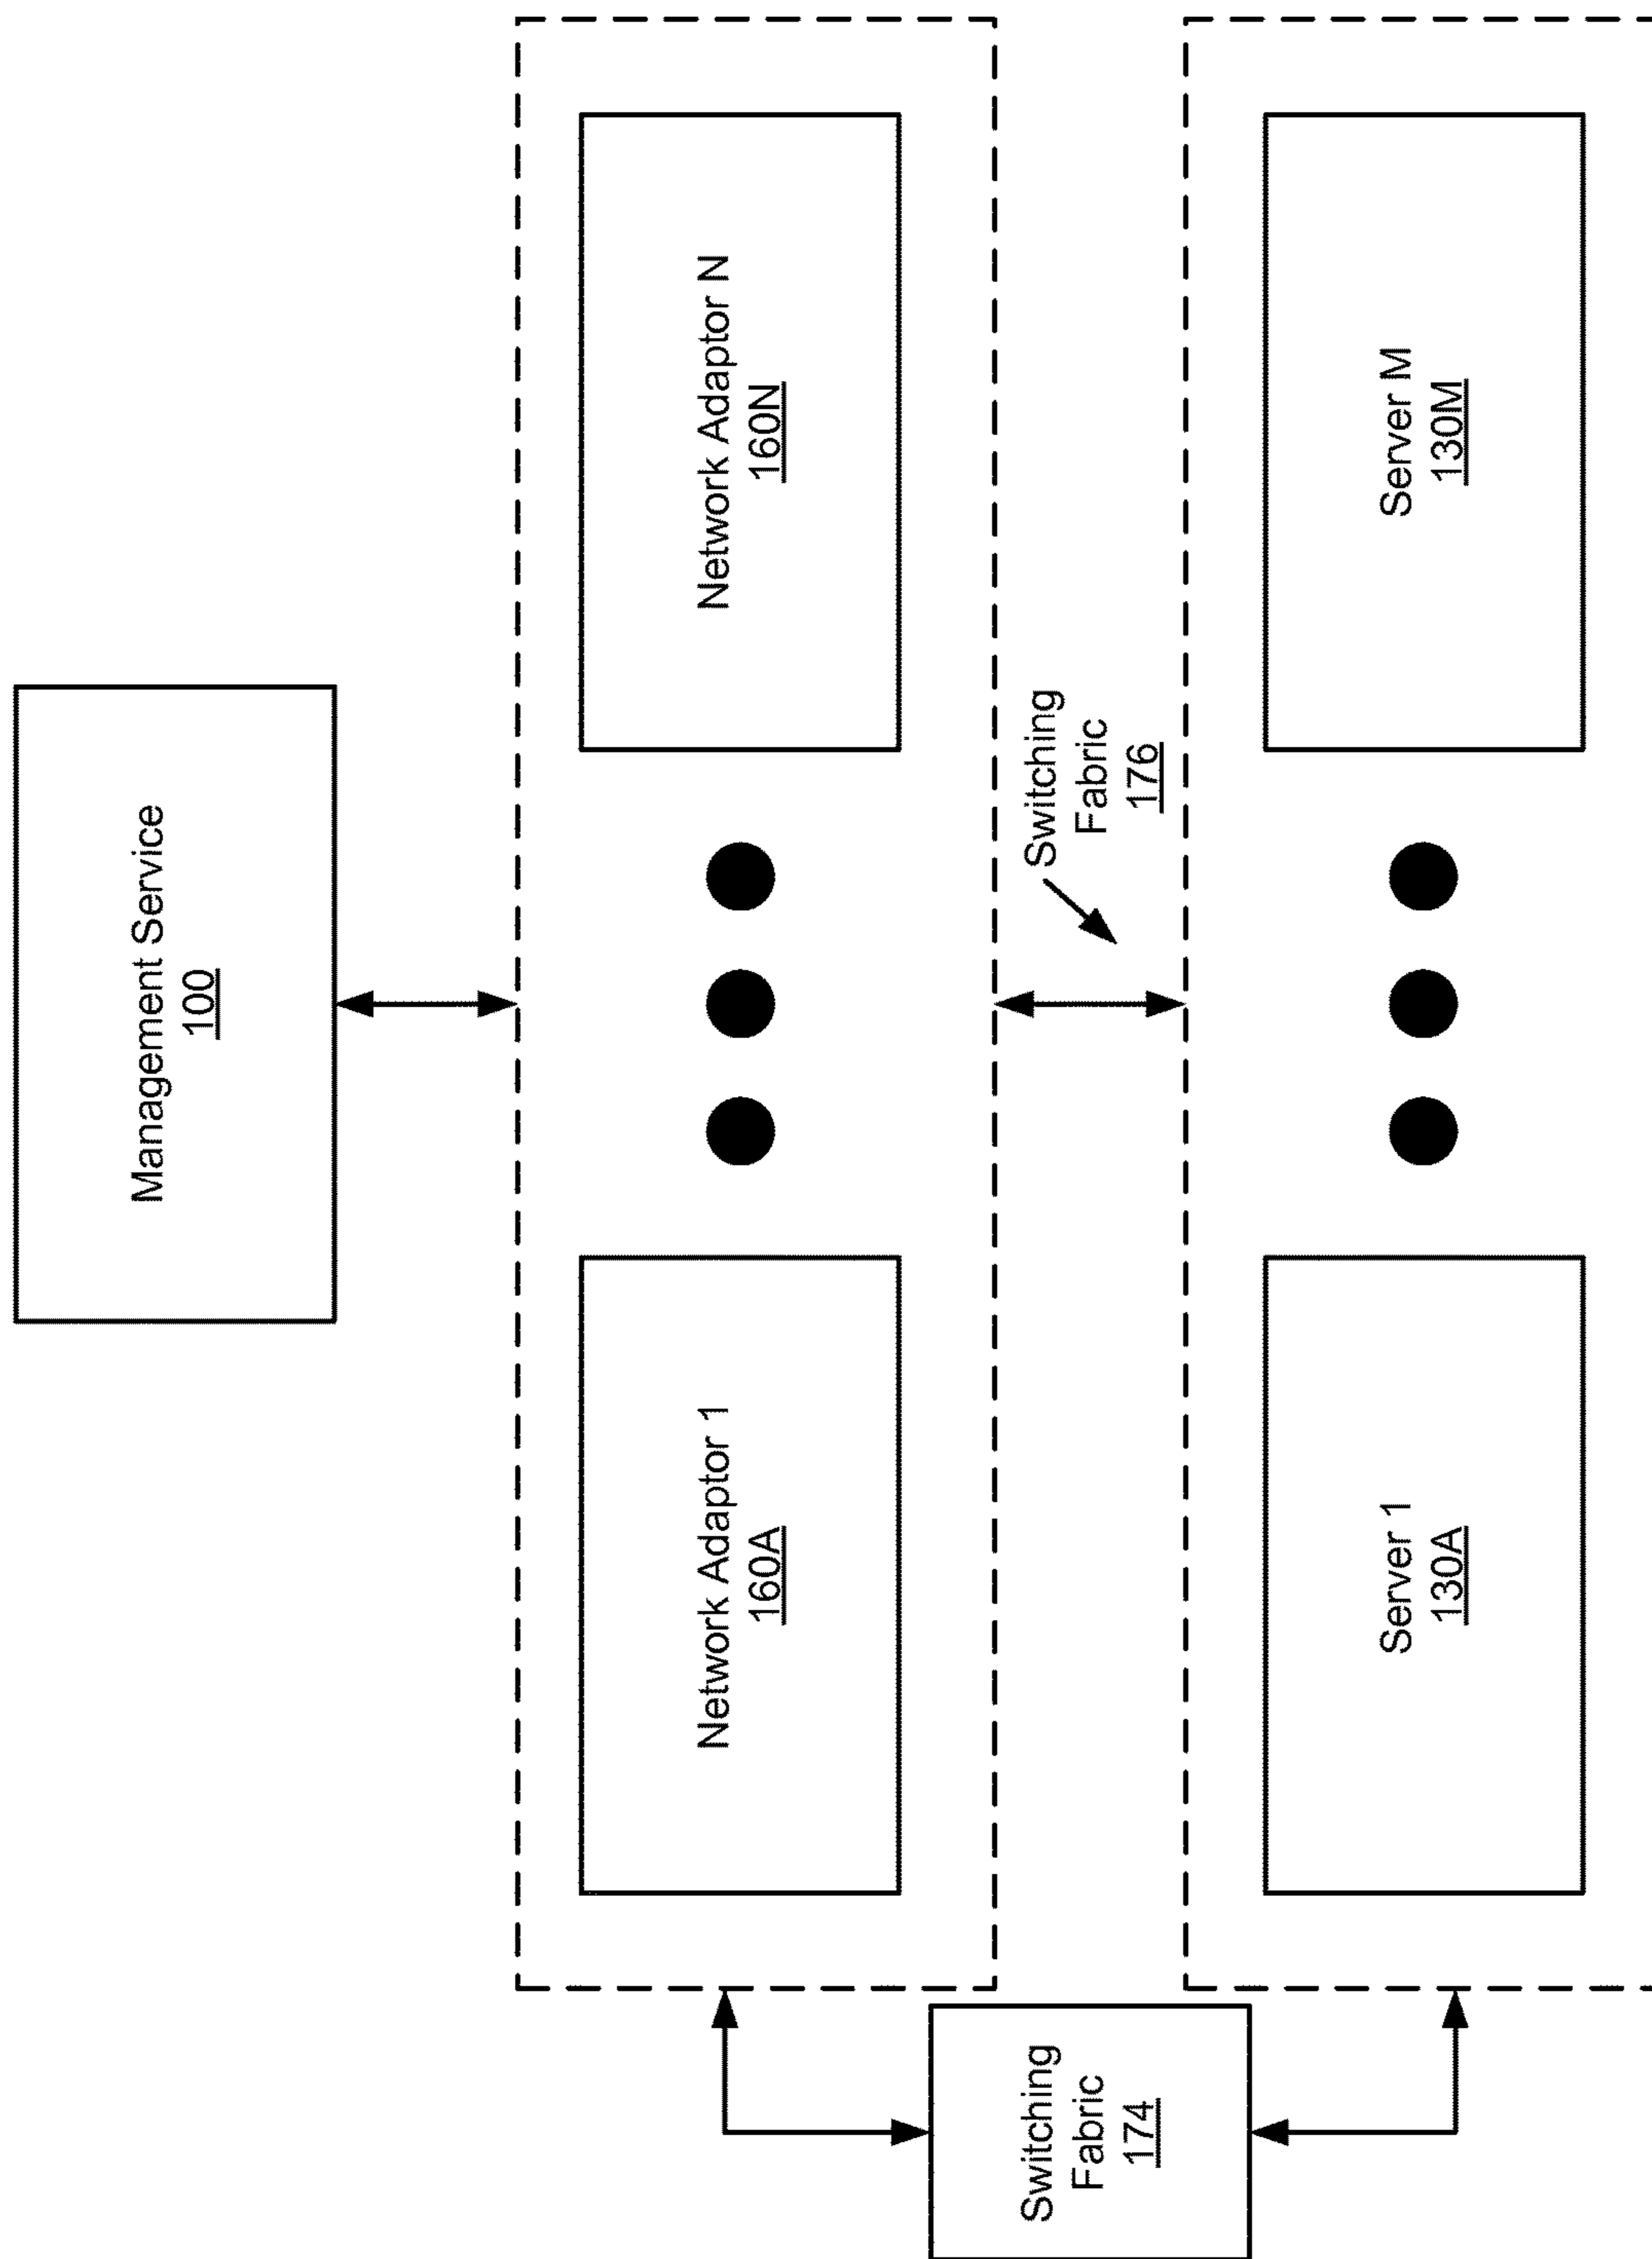 Management Service
100
Network Adaptor 1
160A
Network Adaptor N
160N
Switching
Fabric
176
Switching
Fabric
174
Server 1
130A
Server M
130M